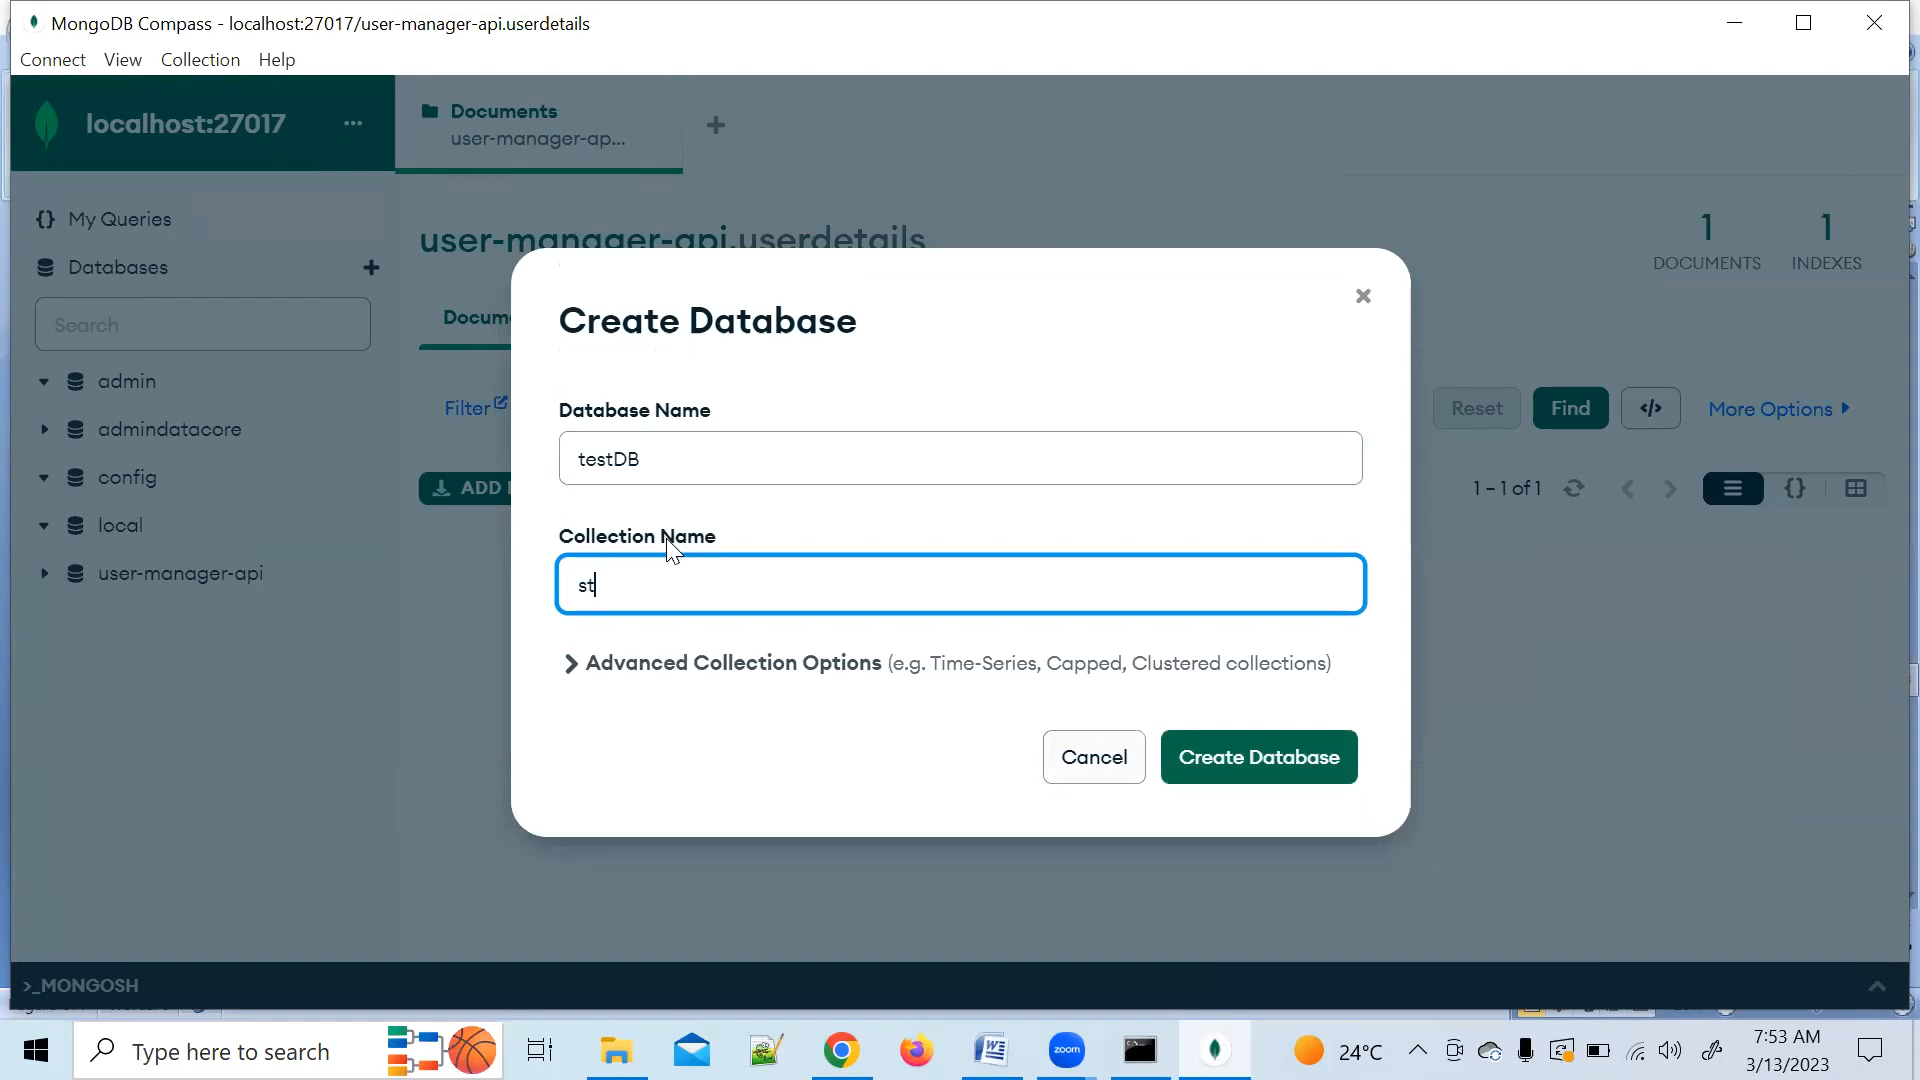 MongoDB Compass - localhost:27017/user-manager-api.userdetails
Connect View Collection Help
localhost:27017 ...
Documents
user-manager-ap...
{} My Queries
Databases +
Search
admin
admindatacore
config
local
user-manager-api
user-manager-api.userdetails
1
DOCUMENTS
1
INDEXES
Docum
Filter
Reset
Find
</>
More Options
ADD
1 – 1 of 1
{}
Create Database
Database Name
testDB
Collection Name
st
Advanced Collection Options (e.g. Time-Series, Capped, Clustered collections)
Cancel
Create Database
>_MONGOSH
Type here to search
zoom
24°C
7:53 AM
3/13/2023